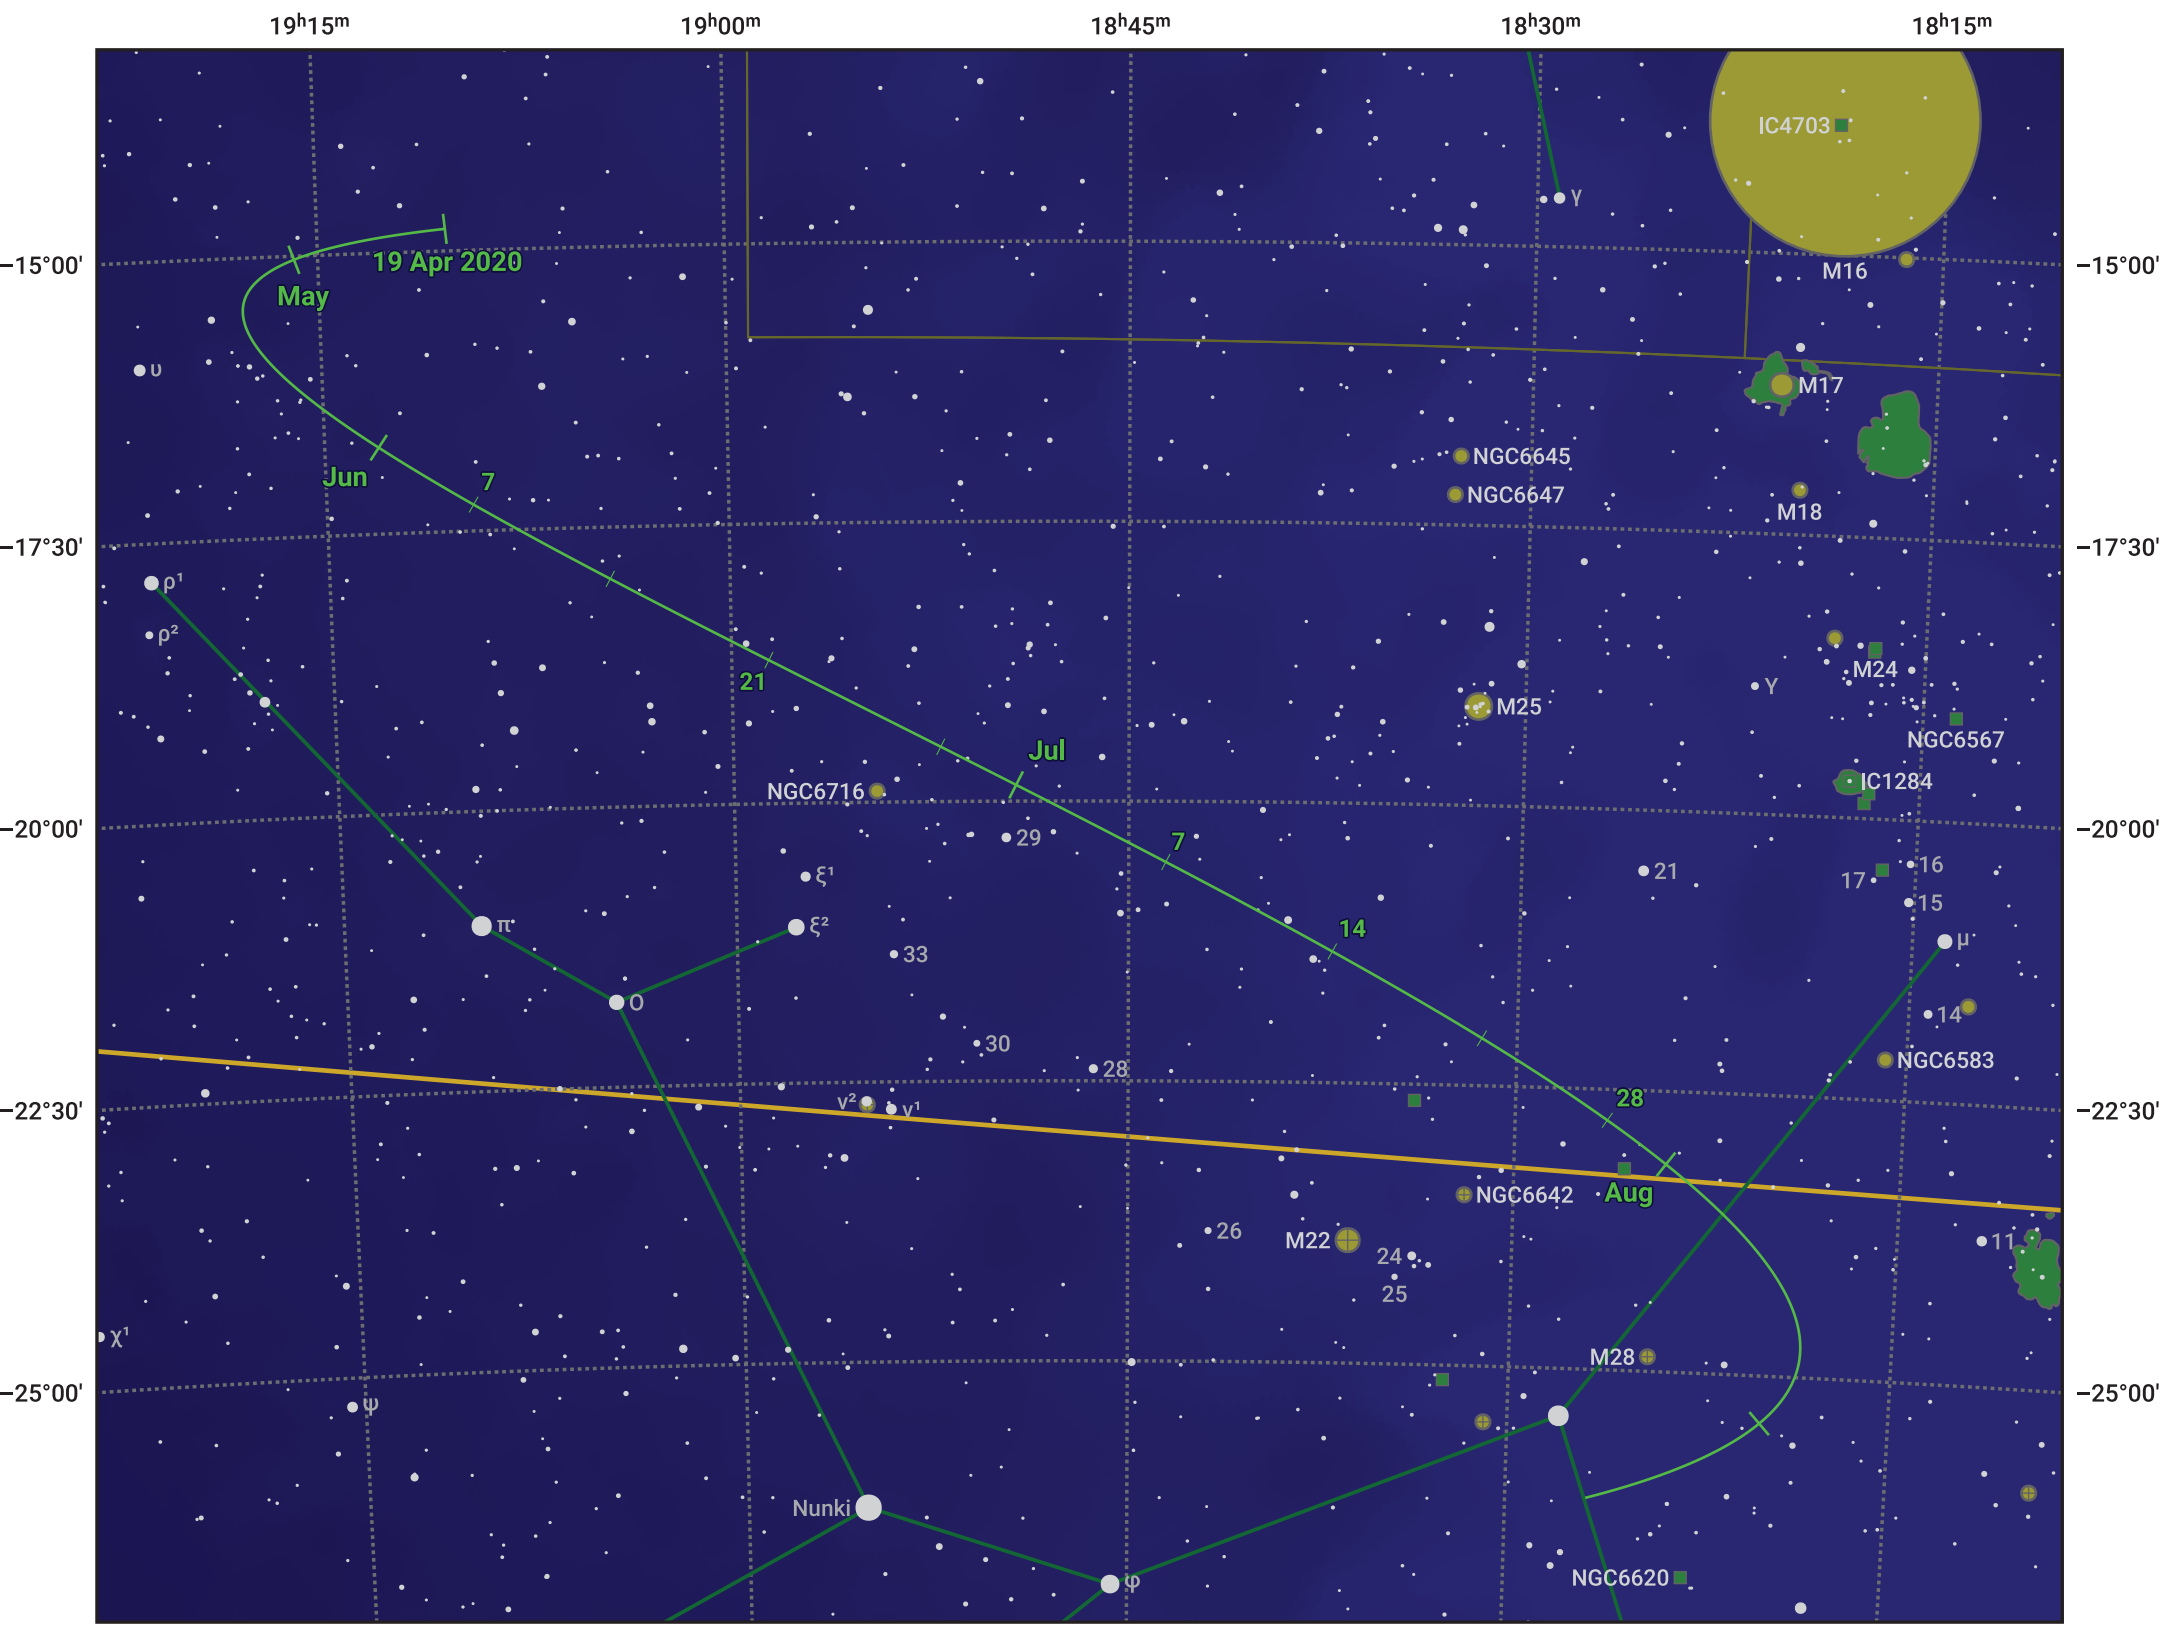 19ʰ15ᵐ 19ʰ00ᵐ 18ʰ45ᵐ 18ʰ30ᵐ 18ʰ15ᵐ
IC4703
γ
−15°00' 19 Apr 2020 M16 −15°00'
May
υ M17
NGC6645
Jun 7 NGC6647
M18
−17°30' −17°30'
ρ¹
ρ²
21 M24
Υ
M25
NGC6567
Jul
NGC6716 IC1284
−20°00' 29 7 −20°00'
ξ¹ 21 17 16
15
π ξ² 14 μ
33
ο 14
30 NGC6583
28
−22°30' ν² ν¹ 28 −22°30'
NGC6642 Aug
26 M22 24 11
25
χ¹
M28
−25°00' ψ −25°00'
Nunki
NGC6620
φ